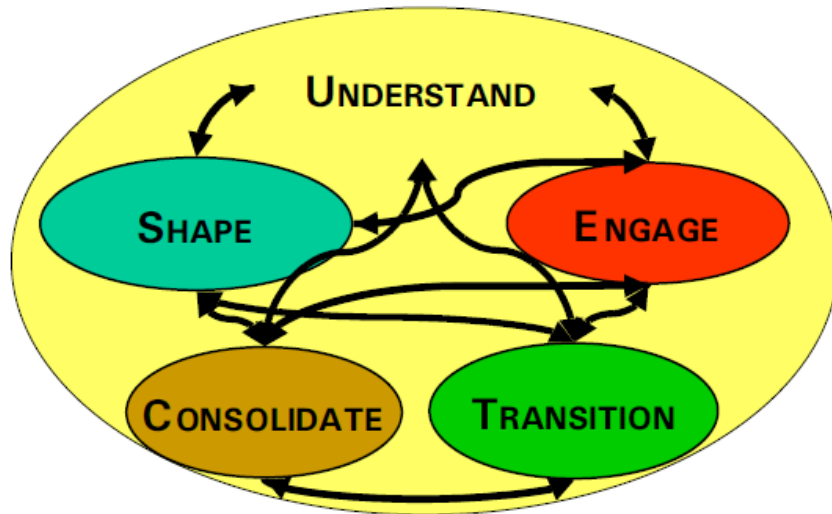 UNDERSTAND
SHAPE
ENGAGE
CONSOLIDATE
TRANSITION